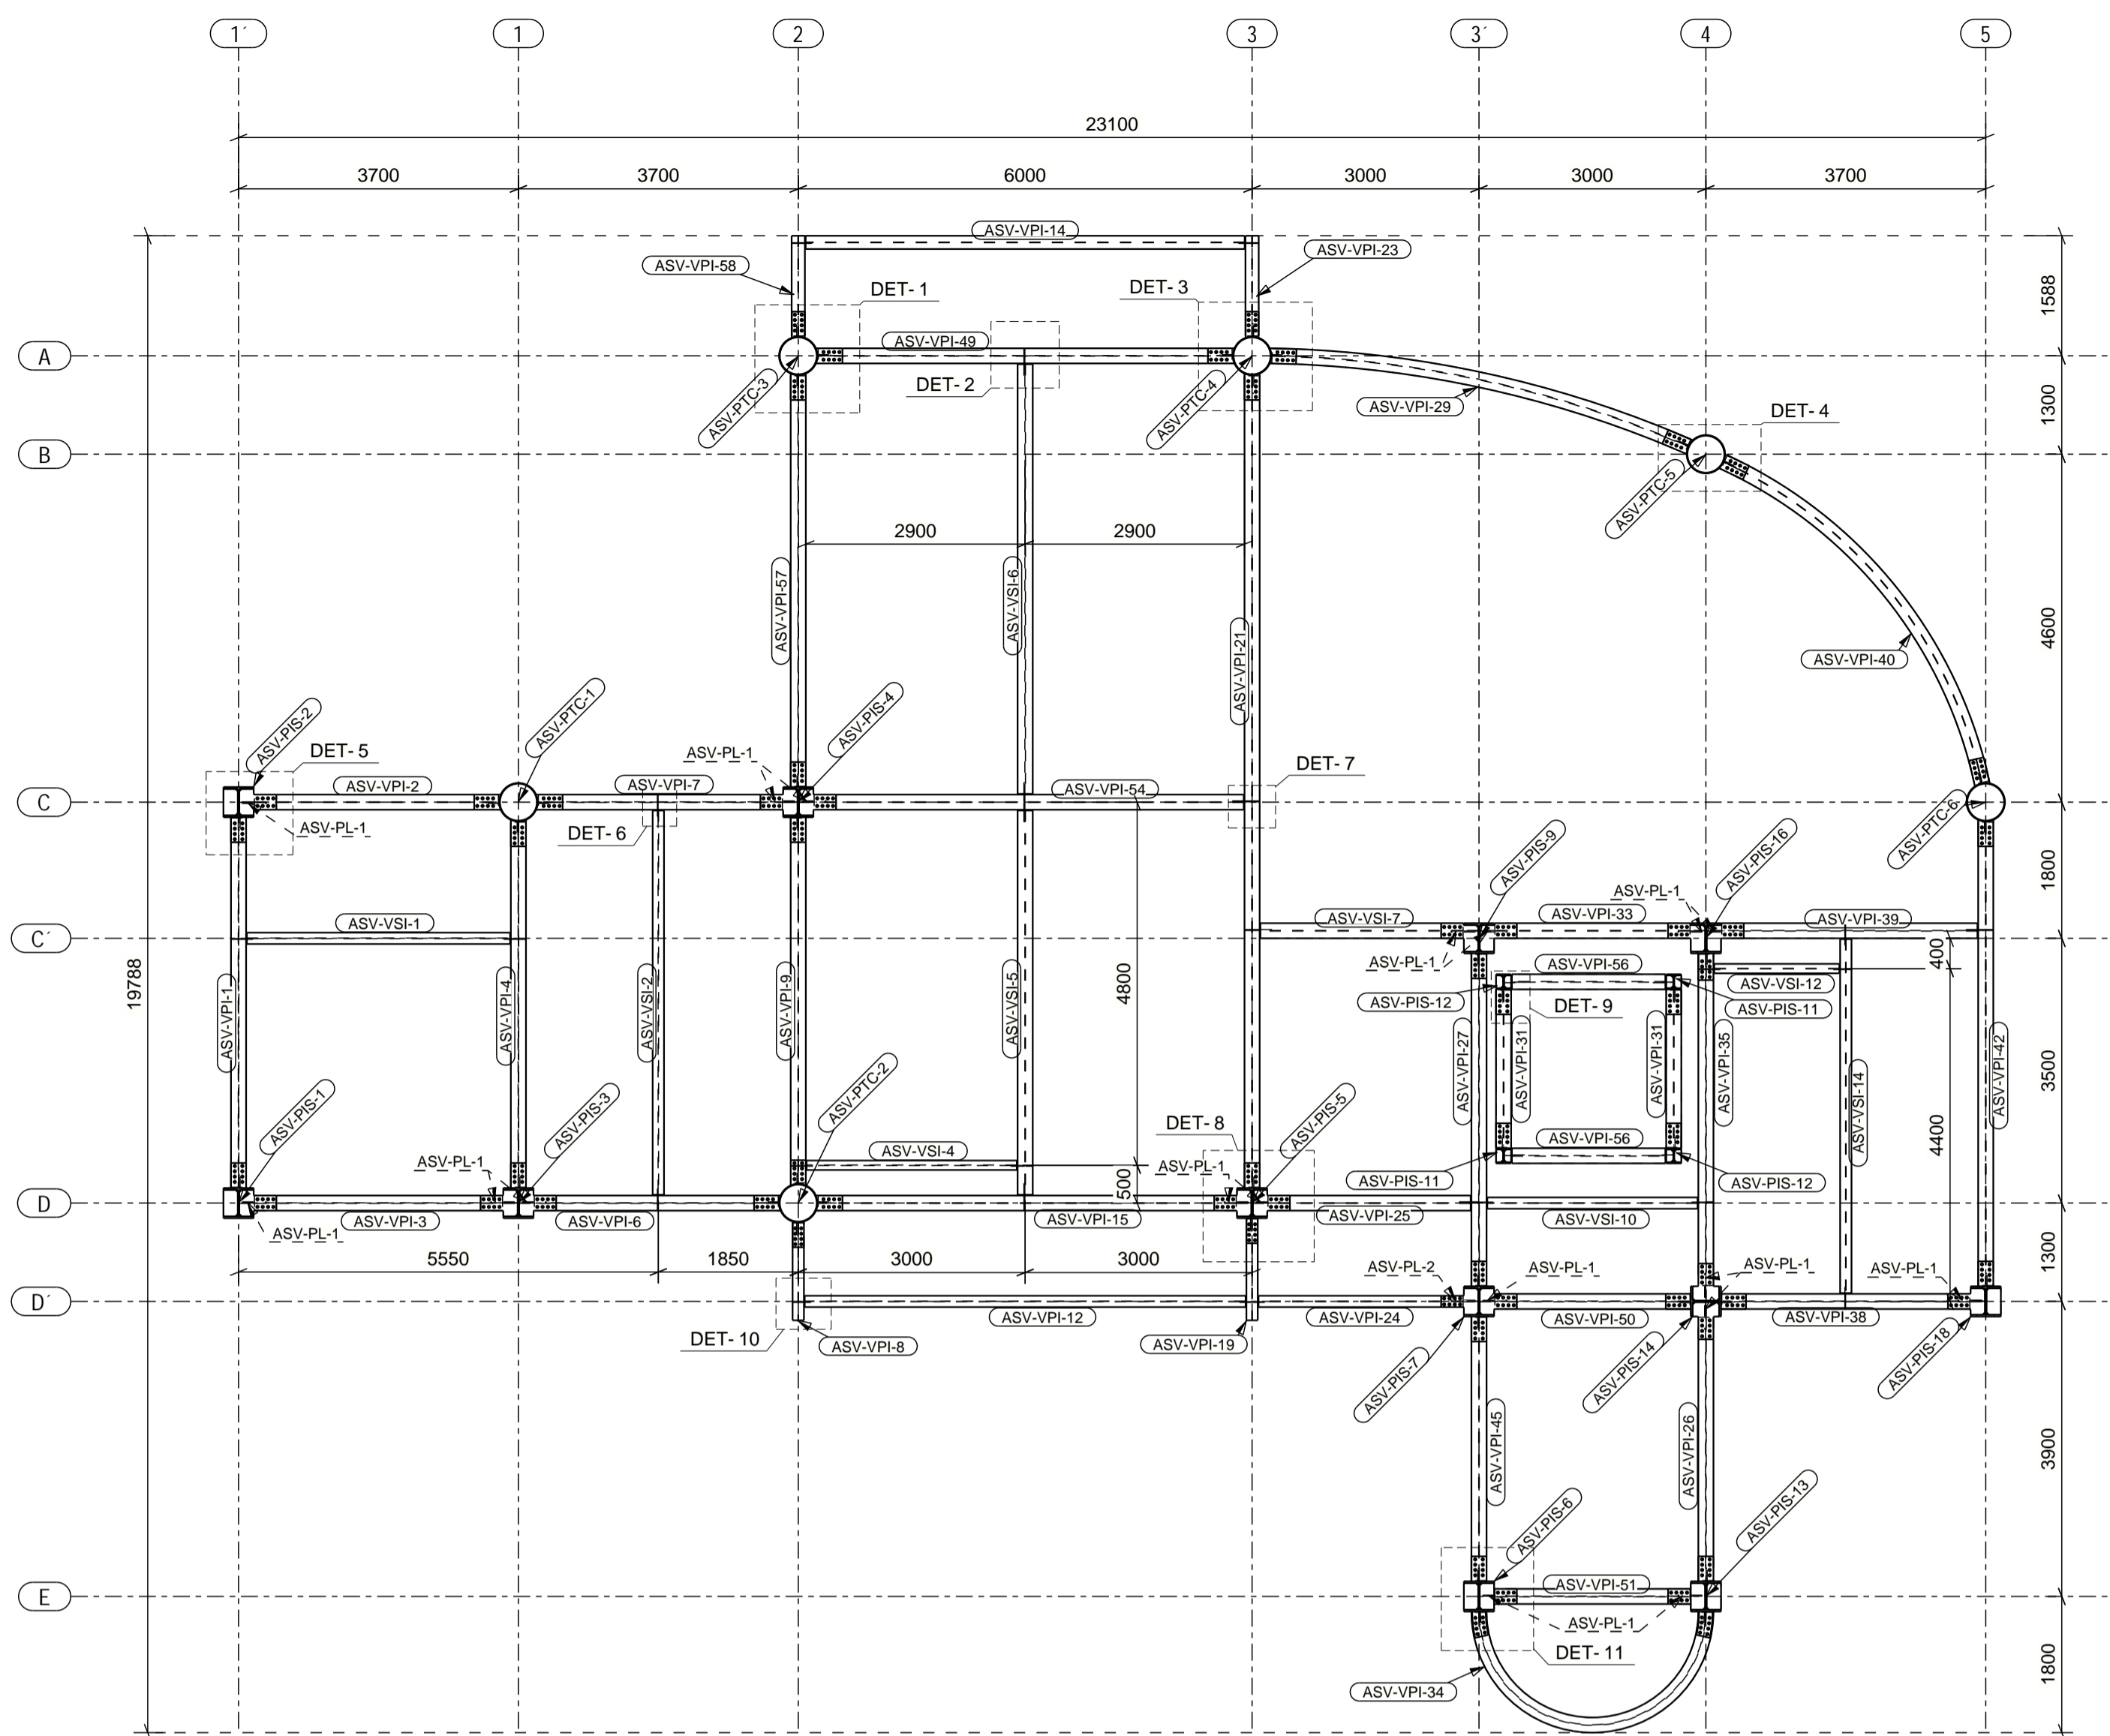 1´
1
2
3
3´
4
5
23100
3700
3700
6000
3000
3000
3700
ASV-VPI-14
ASV-VPI-58
ASV-VPI-23
DET- 1
DET- 3
1588
A
ASV-VPI-49
DET- 2
ASV-PTC-3
ASV-PTC-4
ASV-VPI-29
DET- 4
1300
B
ASV-PTC-5
2900
2900
ASV-VPI-57
ASV-VSI-6
ASV-VPI-21
4600
ASV-VPI-40
ASV-PIS-2
DET- 5
ASV-PTC-1
ASV-PIS-4
ASV-PL-1
DET- 7
C
ASV-VPI-2
ASV-VPI-7
ASV-VPI-54
ASV-PL-1
DET- 6
ASV-PTC-6
ASV-PIS-9
ASV-PIS-16
1800
ASV-PL-1
C´
ASV-VSI-1
ASV-VSI-7
ASV-VPI-33
ASV-VPI-39
ASV-PL-1
ASV-VPI-56
400
19788
ASV-VPI-1
ASV-VPI-4
ASV-VSI-2
ASV-VPI-9
ASV-VSI-5
4800
ASV-PIS-12
DET- 9
ASV-VSI-12
ASV-PIS-11
ASV-VPI-27
ASV-VPI-31
ASV-VPI-31
ASV-VPI-35
ASV-VSI-14
ASV-VPI-42
3500
4400
ASV-PIS-1
ASV-PIS-3
ASV-PTC-2
DET- 8
ASV-PIS-5
ASV-PL-1
ASV-VSI-4
ASV-PL-1
ASV-VPI-56
ASV-PIS-11
ASV-PIS-12
500
D
ASV-VPI-3
ASV-VPI-6
ASV-VPI-15
ASV-VPI-25
ASV-VSI-10
ASV-PL-1
5550
1850
3000
3000
ASV-PL-2
ASV-PL-1
ASV-PL-1
ASV-PL-1
1300
D´
ASV-VPI-12
ASV-VPI-24
ASV-VPI-50
ASV-VPI-38
DET- 10
ASV-VPI-8
ASV-VPI-19
ASV-PIS-7
ASV-PIS-14
ASV-PIS-18
ASV-VPI-45
ASV-VPI-26
3900
ASV-PIS-6
ASV-PIS-13
E
ASV-VPI-51
ASV-PL-1
DET- 11
ASV-VPI-34
1800